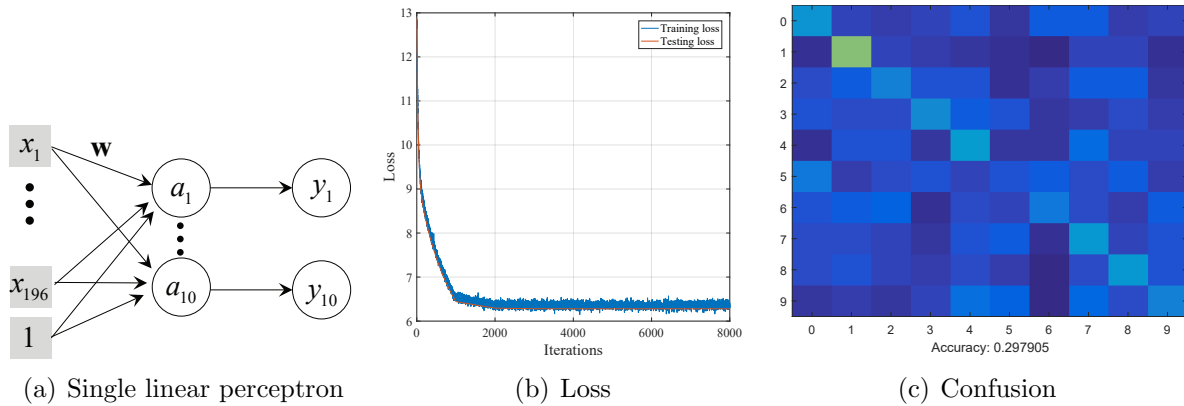 x1
w
a1
y1
x196
a10
y10
1
(a) Single linear perceptron
13
12
11
10
9
8
7
6
Loss
Training loss
Testing loss
0 2000 4000 6000 8000
Iterations
(b) Loss
0
1
2
3
4
5
6
7
8
9
0 1 2 3 4 5 6 7 8 9
Accuracy: 0.297905
(c) Confusion